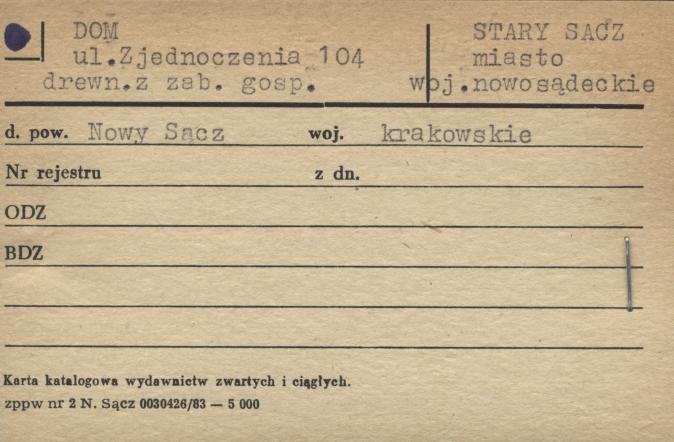 DOM STARY SACZ
ul.Zjednoczenia 104 miasto
drewn.z zab. gosp. woj.nowosądeckie
d. pow. Nowy Sącz woj. krakowskie
Nr rejestru z dn.
ODZ
BDZ
Karta katalogowa wydawnictw zwartych i ciągłych.
zppw nr 2 N. Sącz 0030426/83 — 5 000